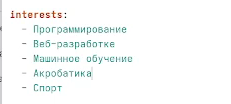 interests:
- Программирование
- Веб-разработке
- Машинное обучение
- Акробатика
- Спорт